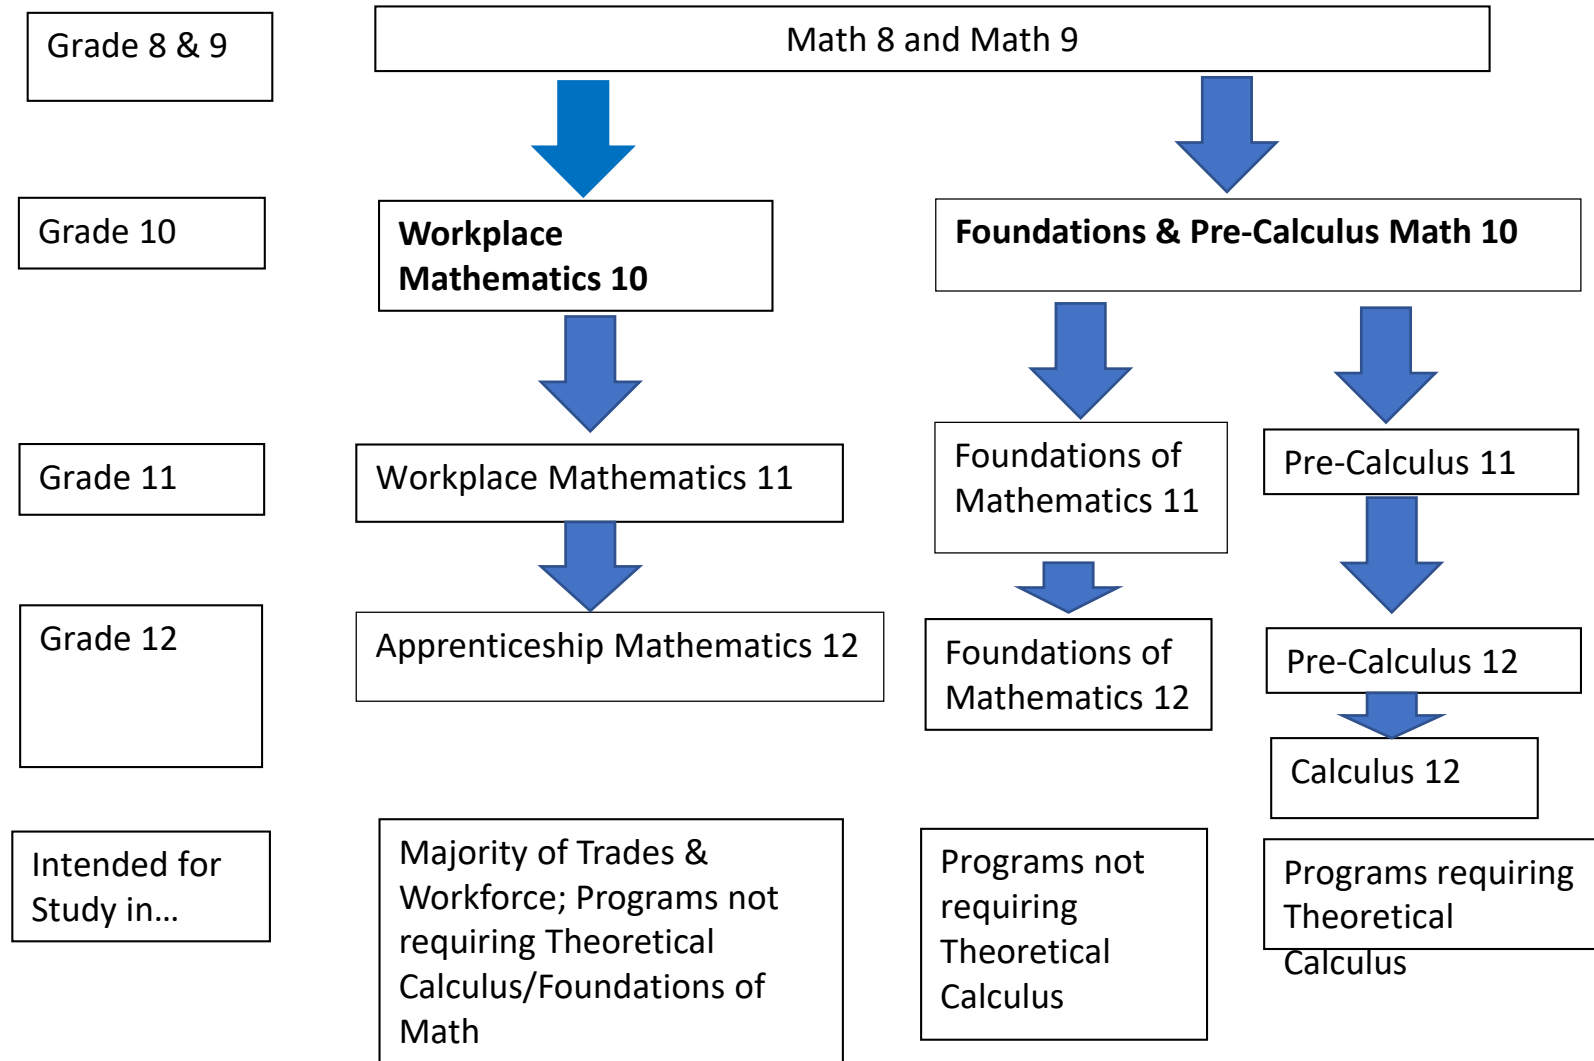 Grade 8 & 9
Math 8 and Math 9
Grade 10
Workplace
Mathematics 10
Foundations & Pre-Calculus Math 10
Grade 11
Workplace Mathematics 11
Foundations of
Mathematics 11
Pre-Calculus 11
Grade 12
Apprenticeship Mathematics 12
Foundations of
Mathematics 12
Pre-Calculus 12
Calculus 12
Intended for
Study in…
Majority of Trades &
Workforce; Programs not
requiring Theoretical
Calculus/Foundations of
Math
Programs not
requiring
Theoretical
Calculus
Programs requiring
Theoretical
Calculus